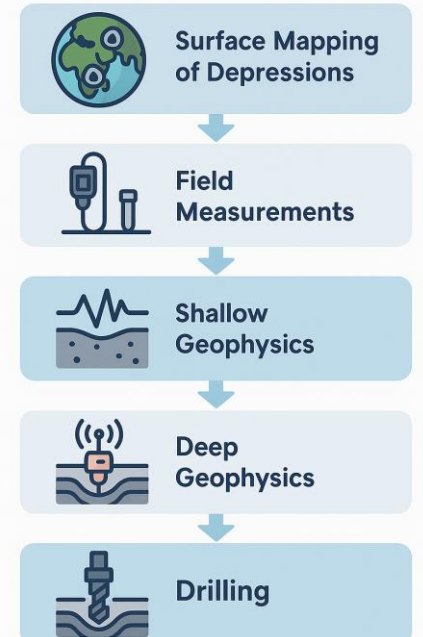 Surface Mapping
of Depressions
Field
Measurements
Shallow
Geophysics
Deep
Geophysics
Drilling